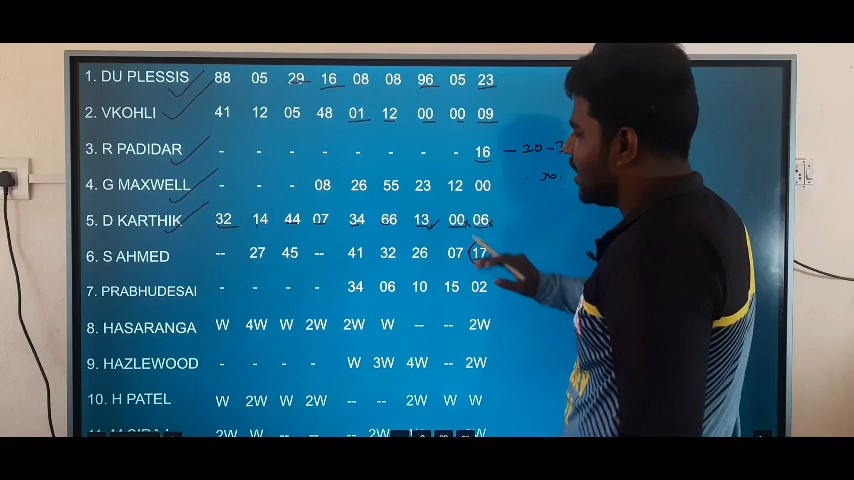 1. DU PLESSIS 88 05 29 16 08 08 96 05 23
2. VKOHLI 41 12 05 48 01 12 00 00 09
3. R PADIDAR - - - - - - - - 16 - 20 - 3
4. G MAXWELL - - - 08 26 55 23 12 00
5. D KARTHIK 32 14 44 07 34 66 13 00 06
6. S AHMED -- 27 45 -- 41 32 26 07 17
7. PRABHUDESAI - - - - 34 06 10 15 02
8. HASARANGA W 4W W 2W 2W W -- -- 2W
9. HAZLEWOOD - - - - W 3W 4W -- 2W
10. H PATEL W 2W W 2W -- -- 2W W W
2W W -- -- -- 2W